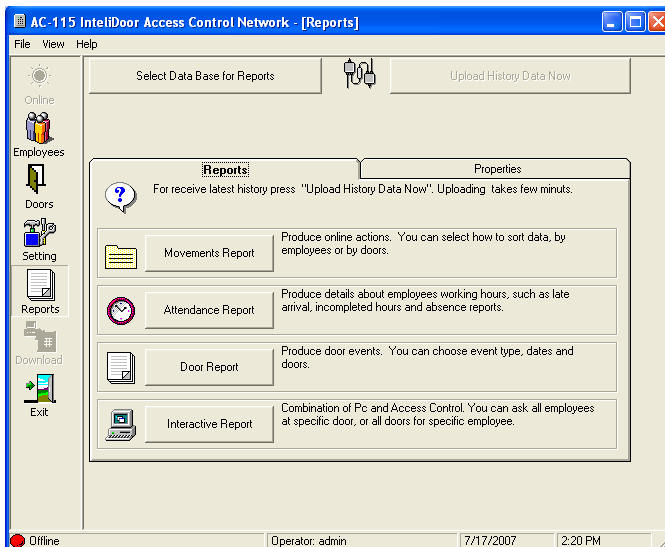 AC-115 InteliDoor Access Control Network - [Reports]
File View Help
Select Data Base for Reports
Upload History Data Now
Online
Employees
Doors
Setting
Reports
Download
Exit
Reports
Properties
For receive latest history press "Upload History Data Now". Uploading takes few minuts.
Movements Report
Produce online actions. You can select how to sort data, by
employees or by doors.
Attendance Report
Produce details about employees working hours, such as late
arrival, incompleted hours and absence reports.
Door Report
Produce door events. You can choose event type, dates and
doors.
Interactive Report
Combination of Pc and Access Control. You can ask all employees
at specific door, or all doors for specific employee.
Offline
Operator: admin
7/17/2007
2:20 PM